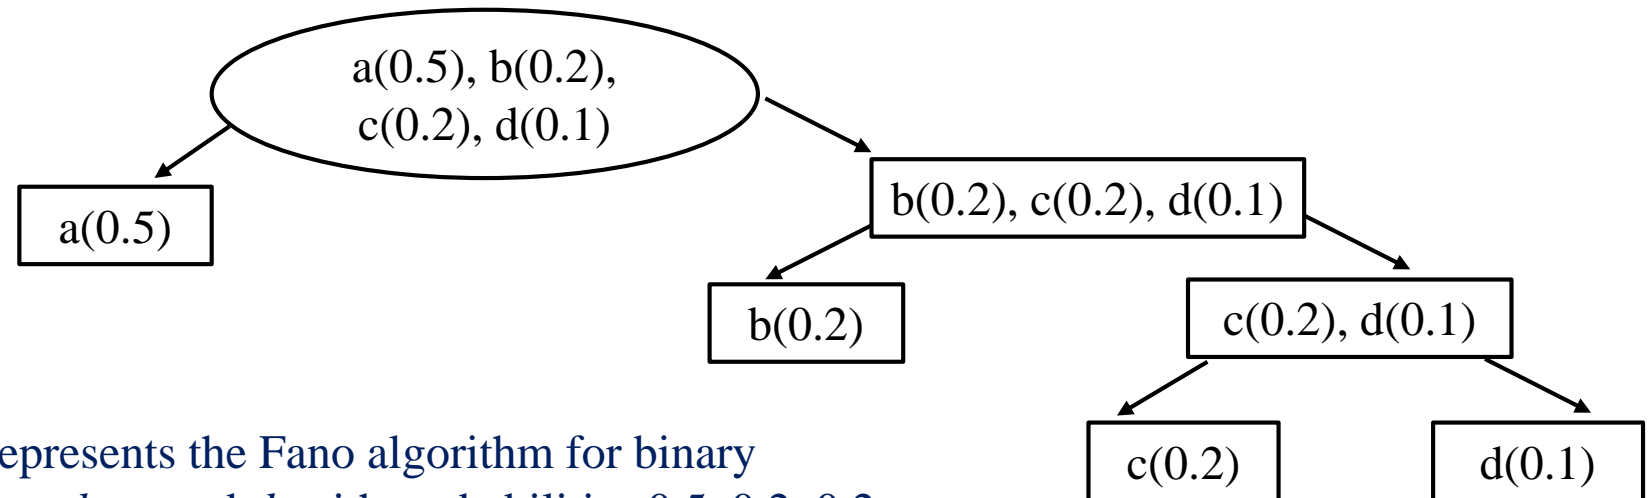 a(0.5), b(0.2),
c(0.2), d(0.1)
a(0.5)
b(0.2), c(0.2), d(0.1)
b(0.2)
c(0.2), d(0.1)
c(0.2)
d(0.1)
epresents the Fano algorithm for binary